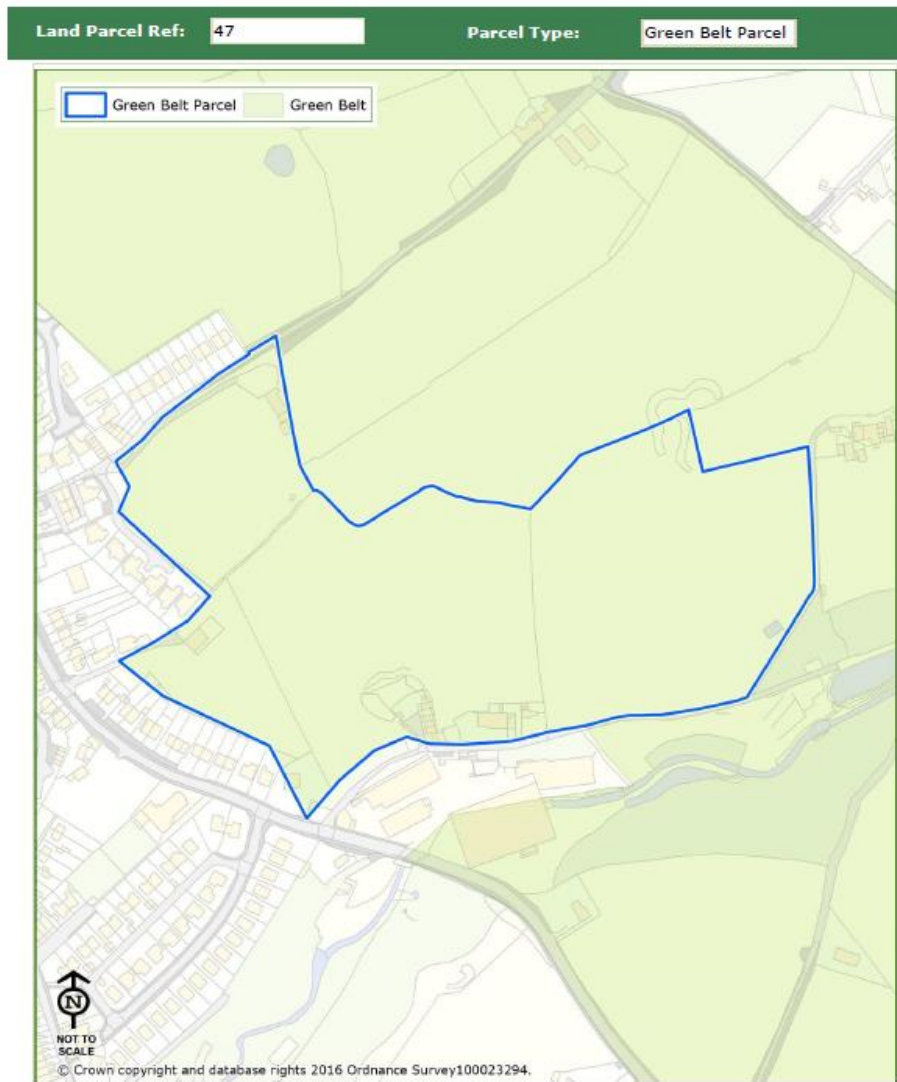 Land Parcel Ref: 47 Parcel Type: Green Belt Parcel
Green Belt Parcel Green Belt
N
NOT TO
SCALE
© Crown copyright and database rights 2016 Ordnance Survey100023294.